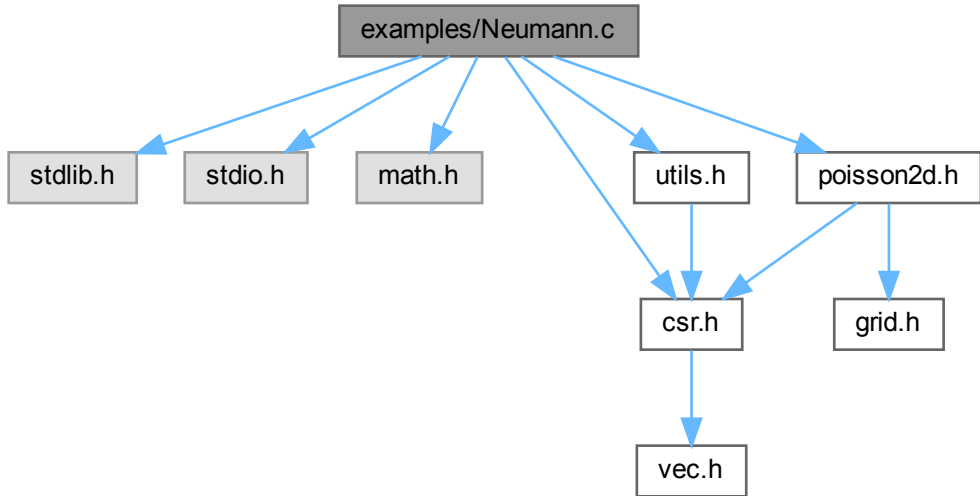 examples/Neumann.c
stdlib.h
stdio.h
math.h
utils.h
poisson2d.h
csr.h
grid.h
vec.h